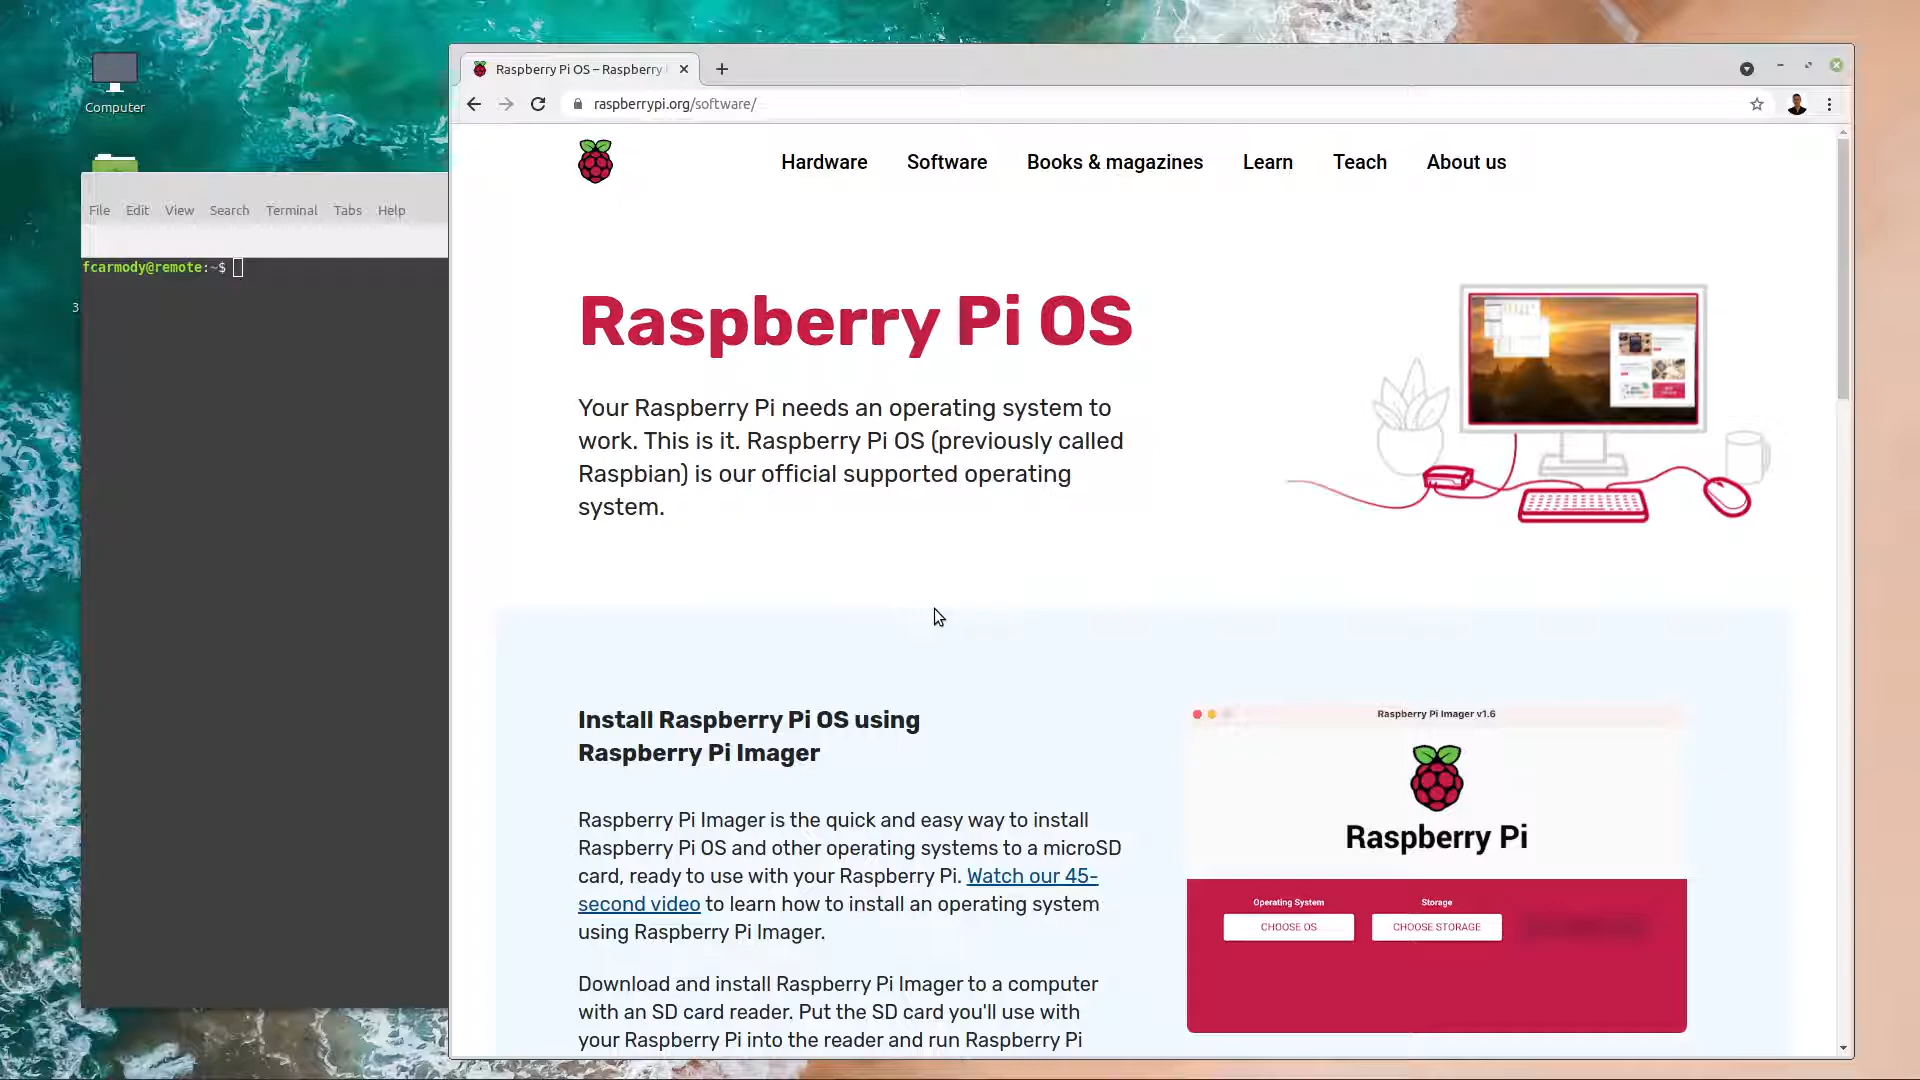 Computer
File Edit View Search Terminal Tabs Help
fcarmody@remote:~$
3
Raspberry Pi OS – Raspberry
raspberrypi.org/software/
Hardware Software Books & magazines Learn Teach About us
Raspberry Pi OS
Your Raspberry Pi needs an operating system to
work. This is it. Raspberry Pi OS (previously called
Raspbian) is our official supported operating
system.
Install Raspberry Pi OS using
Raspberry Pi Imager
Raspberry Pi Imager is the quick and easy way to install
Raspberry Pi OS and other operating systems to a microSD
card, ready to use with your Raspberry Pi. Watch our 45-
second video to learn how to install an operating system
using Raspberry Pi Imager.
Download and install Raspberry Pi Imager to a computer
with an SD card reader. Put the SD card you'll use with
your Raspberry Pi into the reader and run Raspberry Pi
Raspberry Pi Imager v1.6
Raspberry Pi
Operating System Storage
CHOOSE OS CHOOSE STORAGE